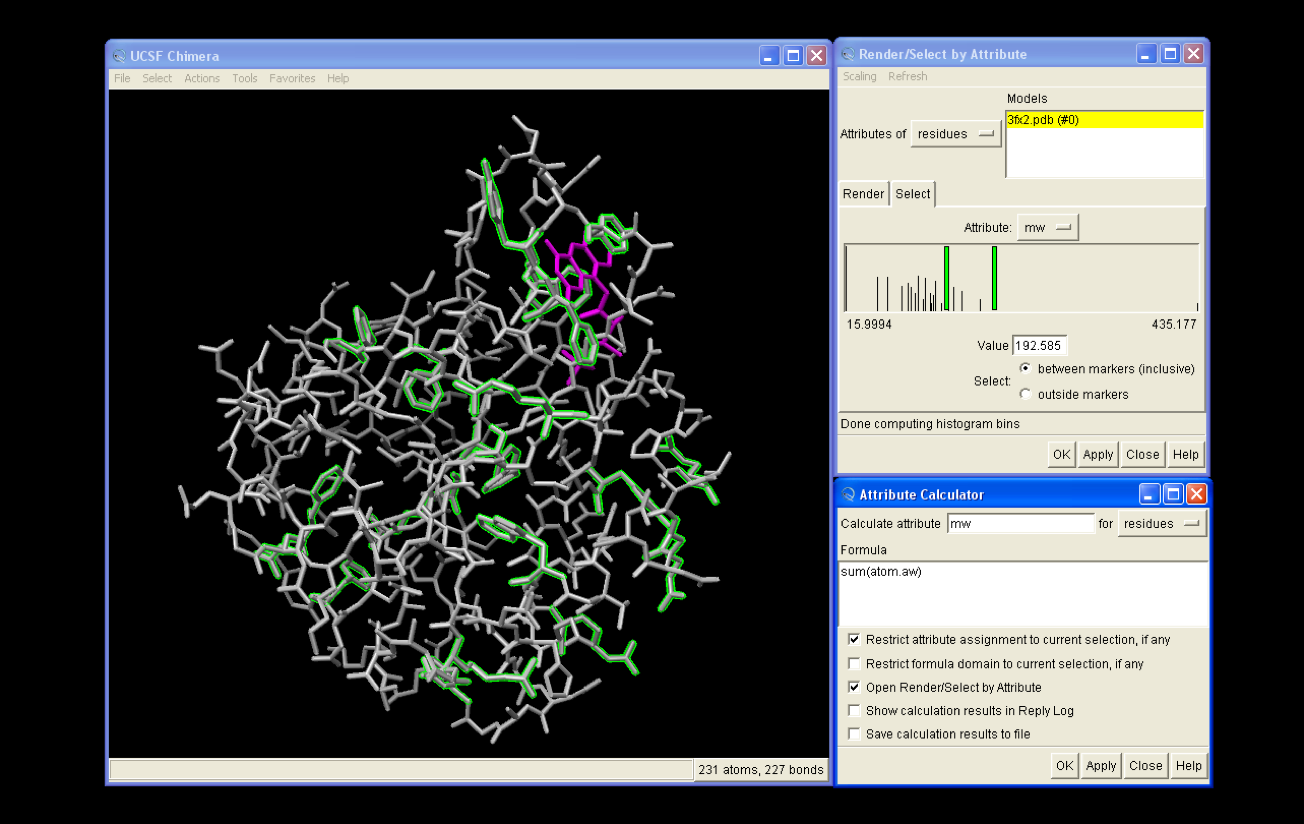 UCSF Chimera
File Select Actions Tools Favorites Help
231 atoms, 227 bonds
Render/Select by Attribute
Scaling Refresh
Models
3fx2.pdb (#0)
Attributes of residues
Render Select
Attribute: mw
15.9994 435.177
Value 192.585
Select:
between markers (inclusive)
outside markers
Done computing histogram bins
OK Apply Close Help
Attribute Calculator
Calculate attribute mw for residues
Formula
sum(atom.aw)
Restrict attribute assignment to current selection, if any
Restrict formula domain to current selection, if any
Open Render/Select by Attribute
Show calculation results in Reply Log
Save calculation results to file
OK Apply Close Help